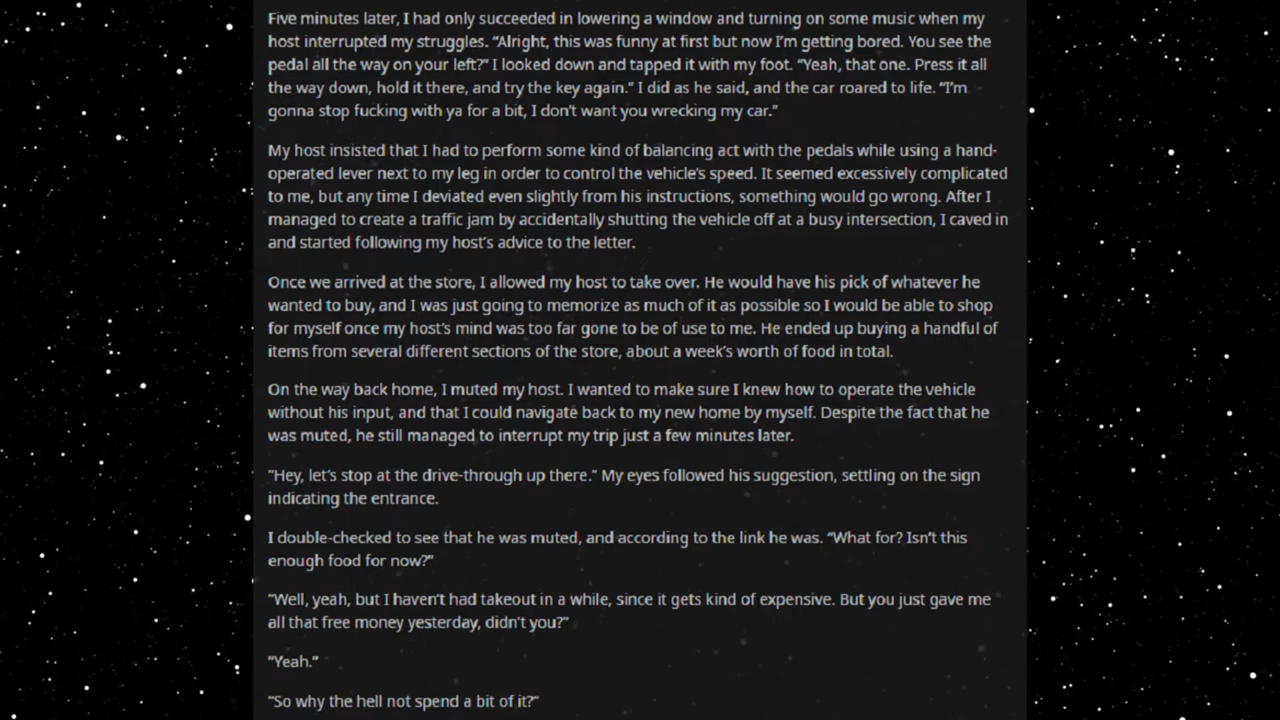 Five minutes later, I had only succeeded in lowering a window and turning on some music when my
host interrupted my struggles. “Alright, this was funny at first but now I’m getting bored. You see the
pedal all the way on your left?” I looked down and tapped it with my foot. “Yeah, that one. Press it all
the way down, hold it there, and try the key again.” I did as he said, and the car roared to life. “I’m
gonna stop fucking with ya for a bit, I don’t want you wrecking my car.”
My host insisted that I had to perform some kind of balancing act with the pedals while using a hand-
operated lever next to my leg in order to control the vehicle’s speed. It seemed excessively complicated
to me, but any time I deviated even slightly from his instructions, something would go wrong. After I
managed to create a traffic jam by accidentally shutting the vehicle off at a busy intersection, I caved in
and started following my host’s advice to the letter.
Once we arrived at the store, I allowed my host to take over. He would have his pick of whatever he
wanted to buy, and I was just going to memorize as much of it as possible so I would be able to shop
for myself once my host’s mind was too far gone to be of use to me. He ended up buying a handful of
items from several different sections of the store, about a week’s worth of food in total.
On the way back home, I muted my host. I wanted to make sure I knew how to operate the vehicle
without his input, and that I could navigate back to my new home by myself. Despite the fact that he
was muted, he still managed to interrupt my trip just a few minutes later.
“Hey, let’s stop at the drive-through up there.” My eyes followed his suggestion, settling on the sign
indicating the entrance.
I double-checked to see that he was muted, and according to the link he was. “What for? Isn’t this
enough food for now?”
“Well, yeah, but I haven’t had takeout in a while, since it gets kind of expensive. But you just gave me
all that free money yesterday, didn’t you?”
“Yeah.”
“So why the hell not spend a bit of it?”